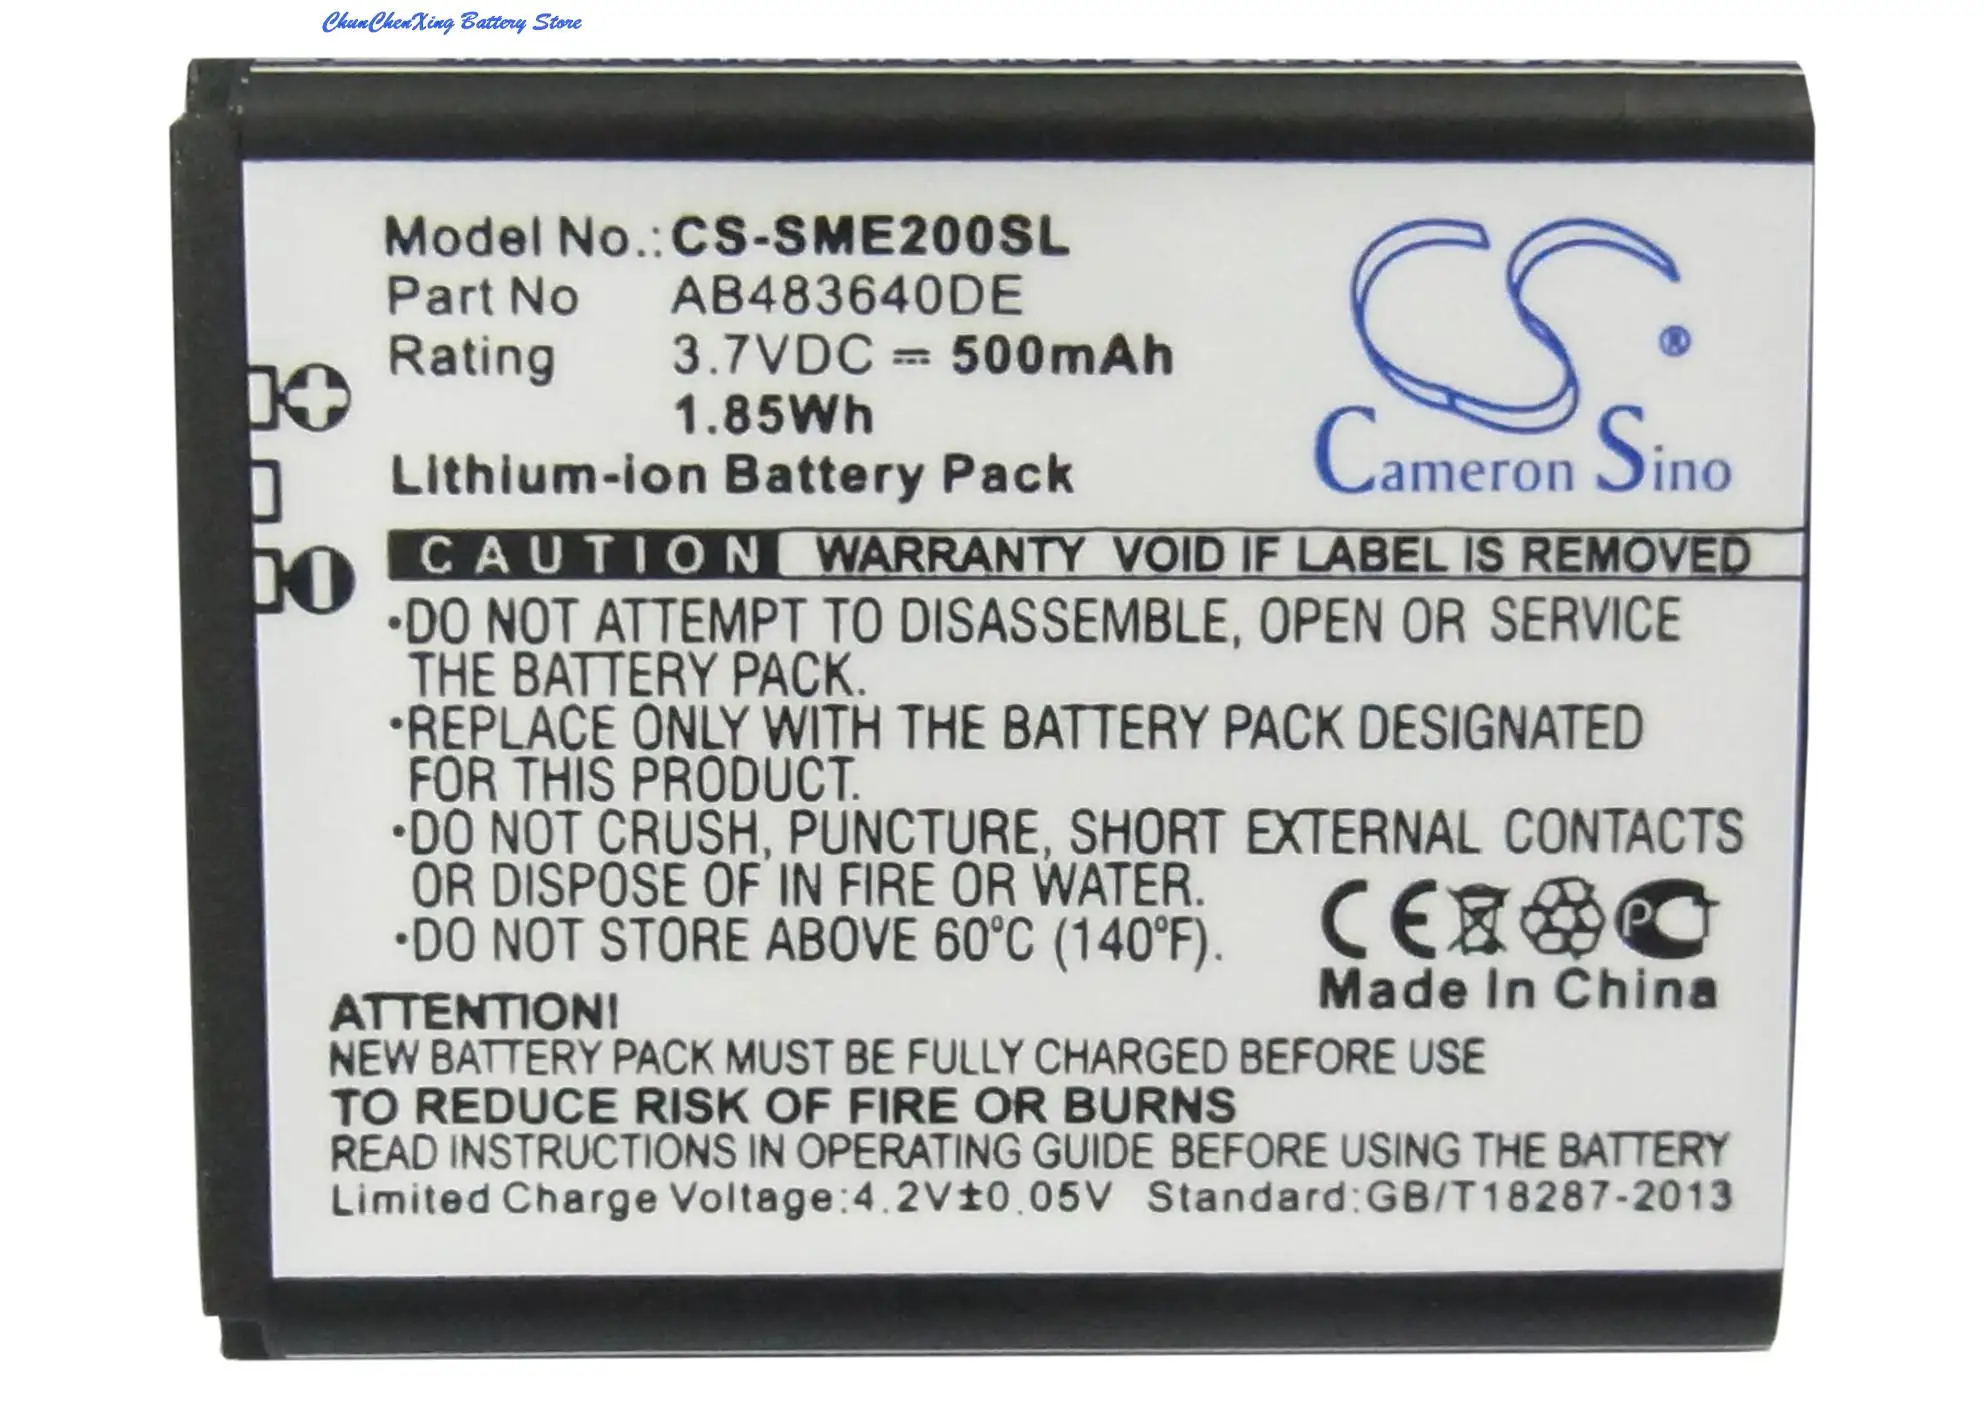 ChunChenXing Battery Store
Model No.: CS-SME200SL
Part No AB483640DE
Rating 3.7VDC ⎓ 500mAh
1.85Wh
Lithium-ion Battery Pack
CS ®
Cameron Sino
CAUTION WARRANTY VOID IF LABEL IS REMOVED
•DO NOT ATTEMPT TO DISASSEMBLE, OPEN OR SERVICE
THE BATTERY PACK.
•REPLACE ONLY WITH THE BATTERY PACK DESIGNATED
FOR THIS PRODUCT.
•DO NOT CRUSH, PUNCTURE, SHORT EXTERNAL CONTACTS
OR DISPOSE OF IN FIRE OR WATER.
•DO NOT STORE ABOVE 60°C (140°F).
CE
Made In China
ATTENTION!
NEW BATTERY PACK MUST BE FULLY CHARGED BEFORE USE
TO REDUCE RISK OF FIRE OR BURNS
READ INSTRUCTIONS IN OPERATING GUIDE BEFORE USING THE BATTERY
Limited Charge Voltage:4.2V±0.05V Standard:GB/T18287-2013